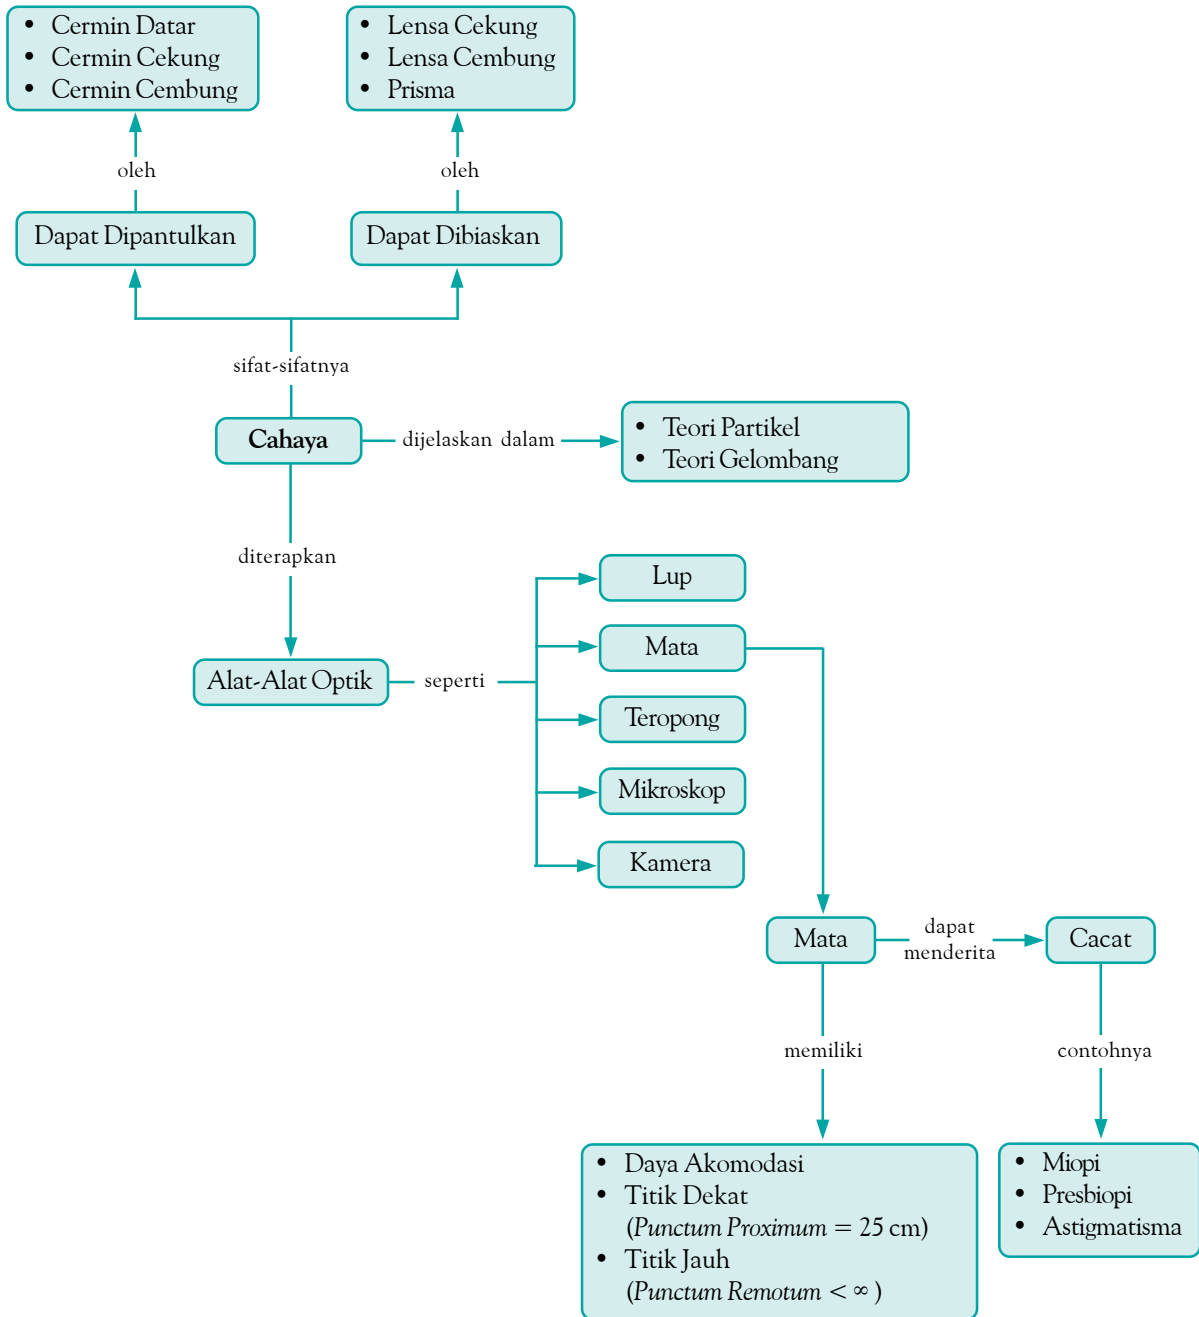 • Cermin Datar
• Cermin Cekung
• Cermin Cembung
• Lensa Cekung
• Lensa Cembung
• Prisma
oleh
oleh
Dapat Dipantulkan
Dapat Dibiaskan
sifat-sifatnya
Cahaya
dijelaskan dalam
• Teori Partikel
• Teori Gelombang
diterapkan
Alat-Alat Optik
seperti
Lup
Mata
Teropong
Mikroskop
Kamera
Mata
dapat
menderita
Cacat
memiliki
contohnya
• Daya Akomodasi
• Titik Dekat
(Punctum Proximum = 25 cm)
• Titik Jauh
(Punctum Remotum < ∞ )
• Miopi
• Presbiopi
• Astigmatisma